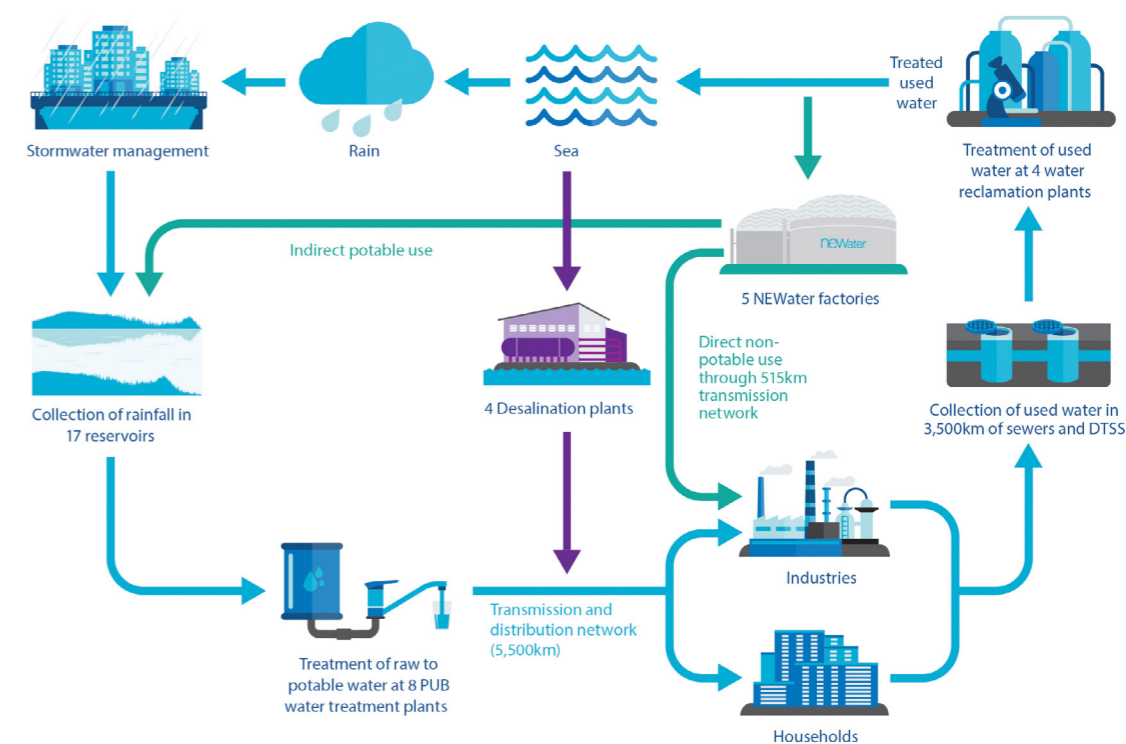 Treated
used
water
Stormwater management
Rain
Sea
Treatment of used
water at 4 water
reclamation plants
Indirect potable use
neWater
5 NEWater factories
Direct non-
potable use
through 515km
transmission
network
Collection of rainfall in
17 reservoirs
4 Desalination plants
Collection of used water in
3,500km of sewers and DTSS
Industries
Transmission and
distribution network
(5,500km)
Treatment of raw to
potable water at 8 PUB
water treatment plants
Households